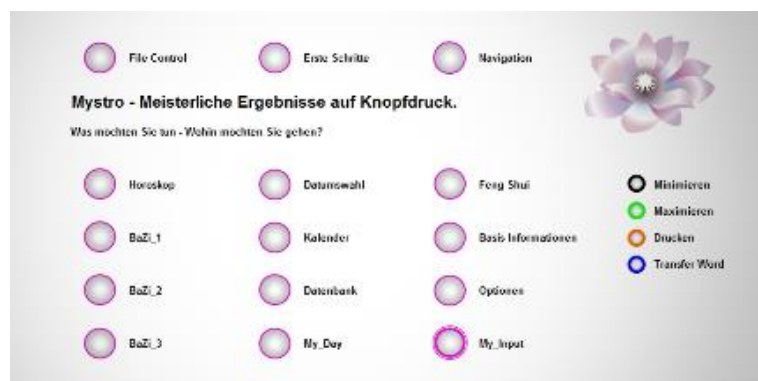 File Control Erste Schritte Navigation
Mystro - Meisterliche Ergebnisse auf Knopfdruck.
Was möchten Sie tun - Wohin möchten Sie gehen?
Horoskop Datumswahl Feng Shui Minimieren
Maximieren
BaZi_1 Kalender Basis Informationen Drucken
Transfer Word
BaZi_2 Datenbank Optionen
BaZi_3 My_Day My_Input